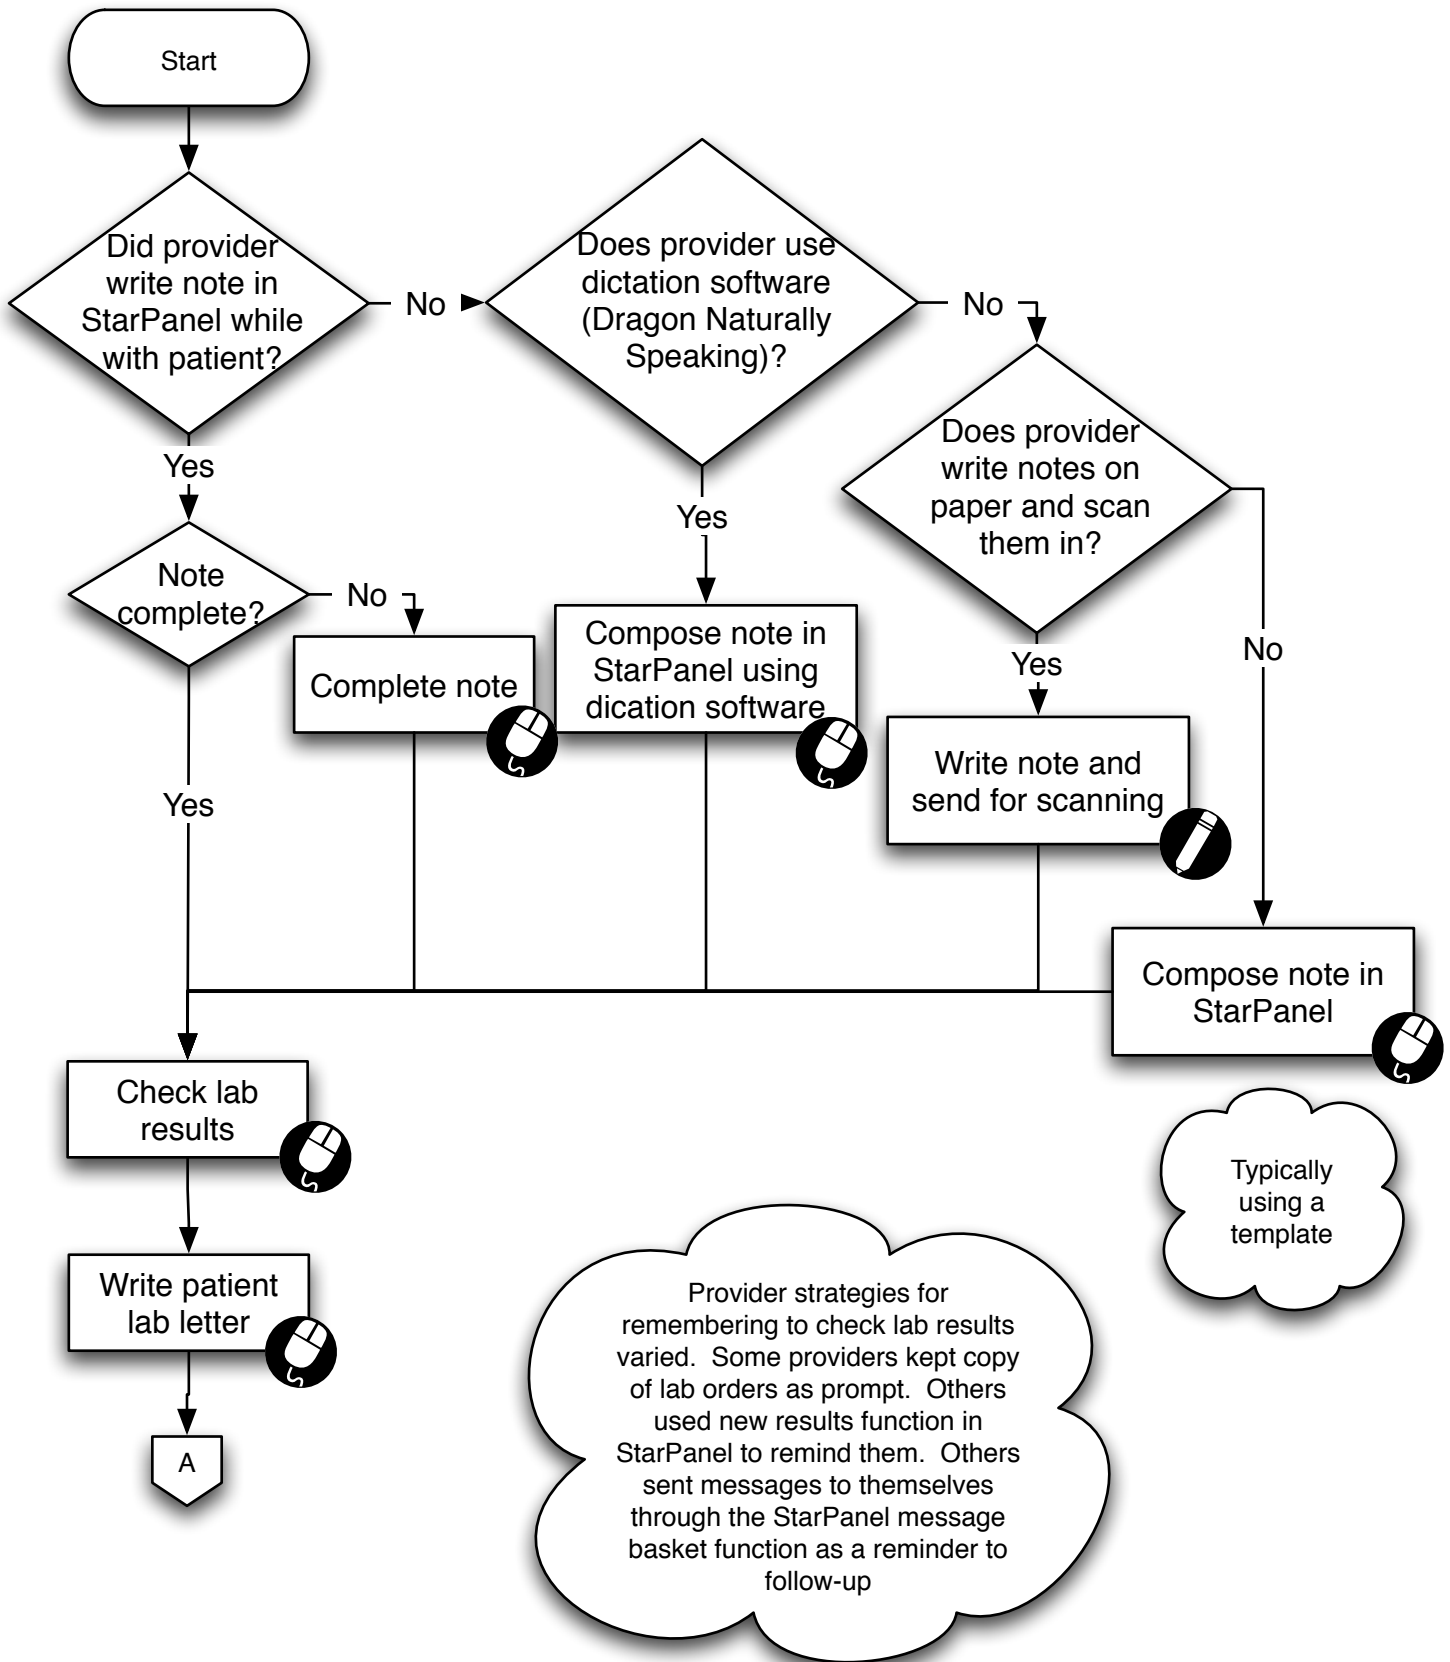 Start
Did provider
write note in
StarPanel while
with patient?
No
Does provider use
dictation software
(Dragon Naturally
Speaking)?
No
Does provider
write notes on
paper and scan
them in?
Yes
Note
complete?
No
Complete note
Yes
Compose note in
StarPanel using
dication software
Yes
Write note and
send for scanning
No
Compose note in
StarPanel
Typically
using a
template
Yes
Check lab
results
Write patient
lab letter
A
Provider strategies for
remembering to check lab results
varied.  Some providers kept copy
of lab orders as prompt.  Others
used new results function in
StarPanel to remind them.  Others
sent messages to themselves
through the StarPanel message
basket function as a reminder to
follow-up